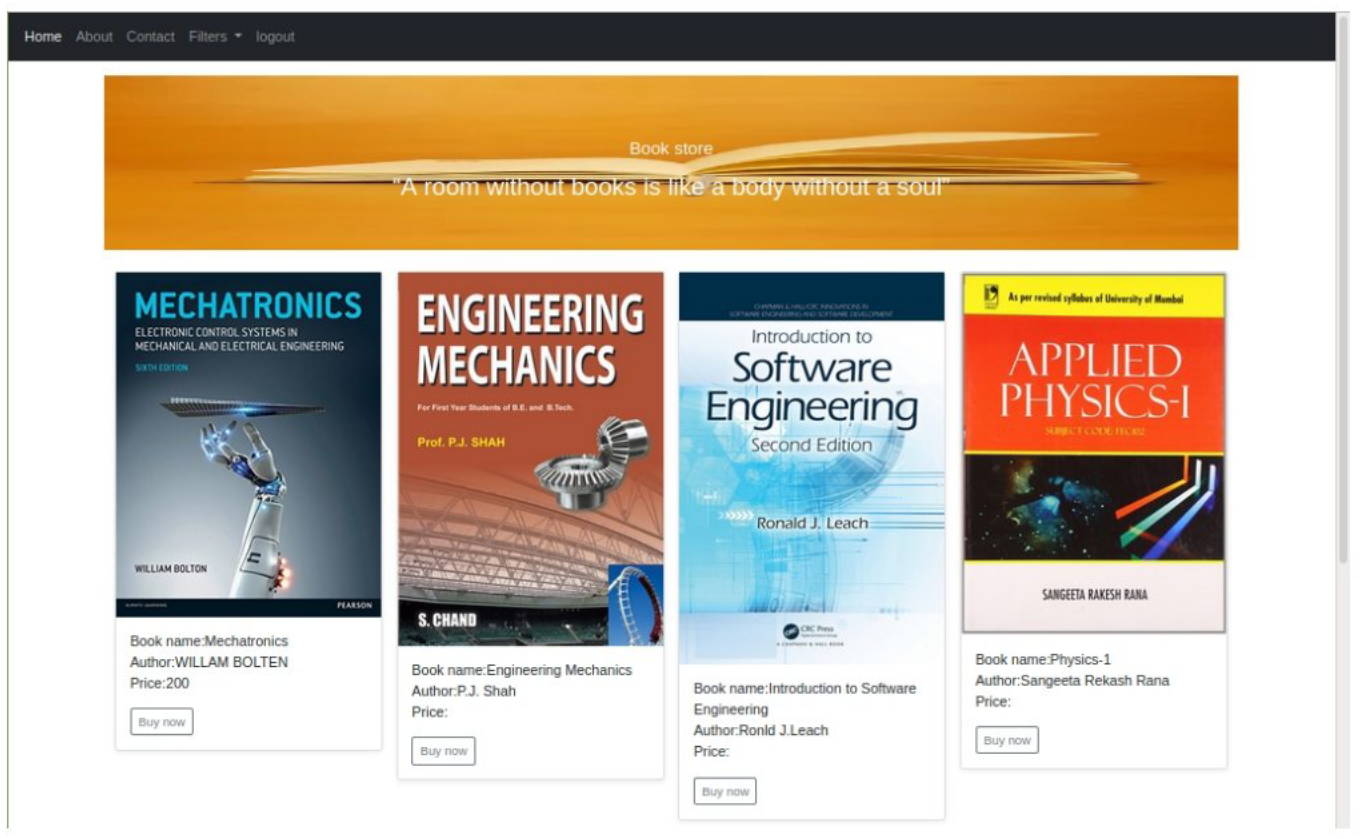 Home About Contact Filters logout
Book store
"A room without books is like a body without a soul"
MECHATRONICS
ELECTRONIC CONTROL SYSTEMS IN
MECHANICAL AND ELECTRICAL ENGINEERING
SIXTH EDITION
WILLIAM BOLTON
ALWAYS LEARNING
PEARSON
Book name:Mechatronics
Author:WILLAM BOLTEN
Price:200
Buy now
ENGINEERING
MECHANICS
For First Year Students of B.E. and B.Tech.
Prof. P.J. SHAH
S. CHAND
Book name:Engineering Mechanics
Author:P.J. Shah
Price:
Buy now
CHAPMAN & HALL/CRC INNOVATIONS IN
SOFTWARE ENGINEERING AND SOFTWARE DEVELOPMENT
Introduction to
Software
Engineering
Second Edition
Ronald J. Leach
CRC Press
A CHAPMAN & HALL BOOK
Book name:Introduction to Software
Engineering
Author:Ronld J.Leach
Price:
Buy now
As per revised syllabus of University of Mumbai
APPLIED
PHYSICS-I
SUBJECT CODE: FEC102
SANGEETA RAKESH RANA
Book name:Physics-1
Author:Sangeeta Rekash Rana
Price:
Buy now